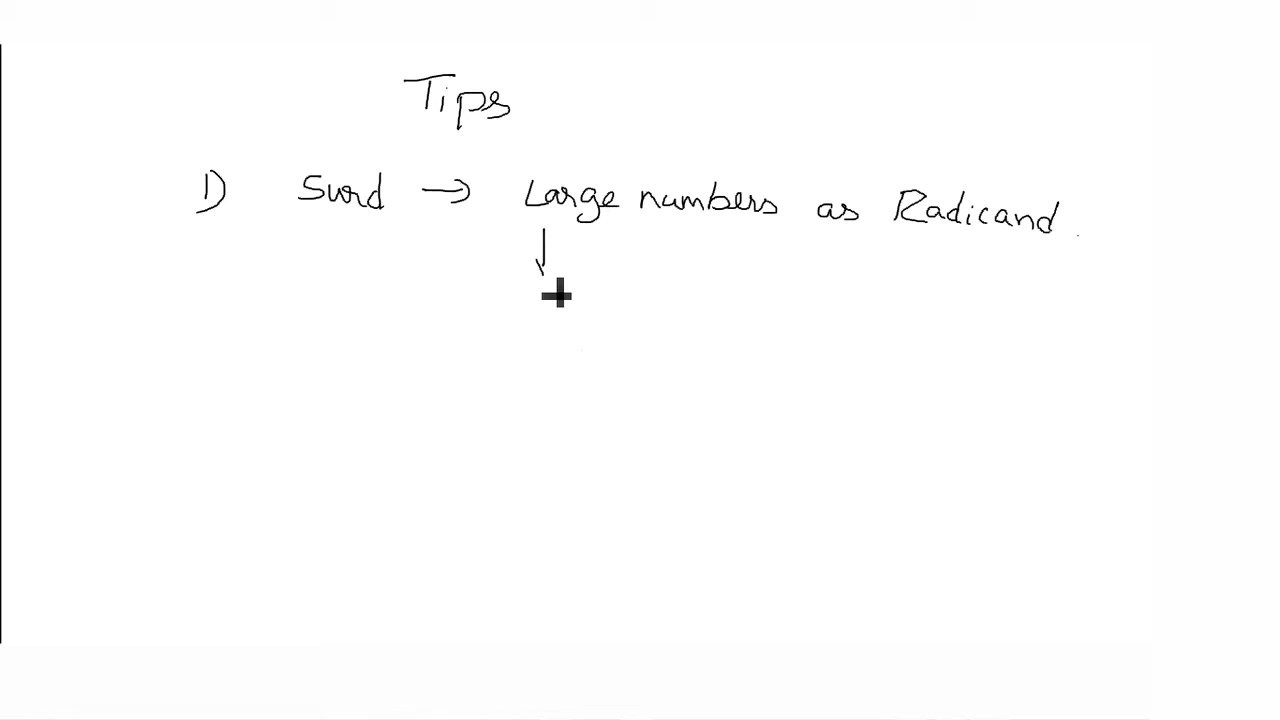 Tips
1) Surd → Large numbers as Radicand.
↓